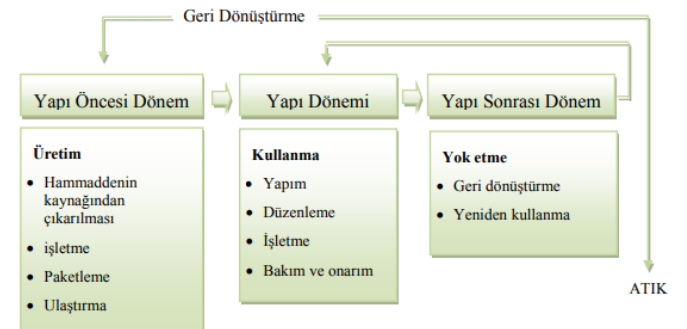 Geri Dönüştürme
Yapı Öncesi Dönem
Yapı Dönemi
Yapı Sonrası Dönem
Üretim
• Hammaddenin
kaynağından
çıkarılması
• işletme
• Paketleme
• Ulaştırma
Kullanma
• Yapım
• Düzenleme
• İşletme
• Bakım ve onarım
Yok etme
• Geri dönüştürme
• Yeniden kullanma
ATIK